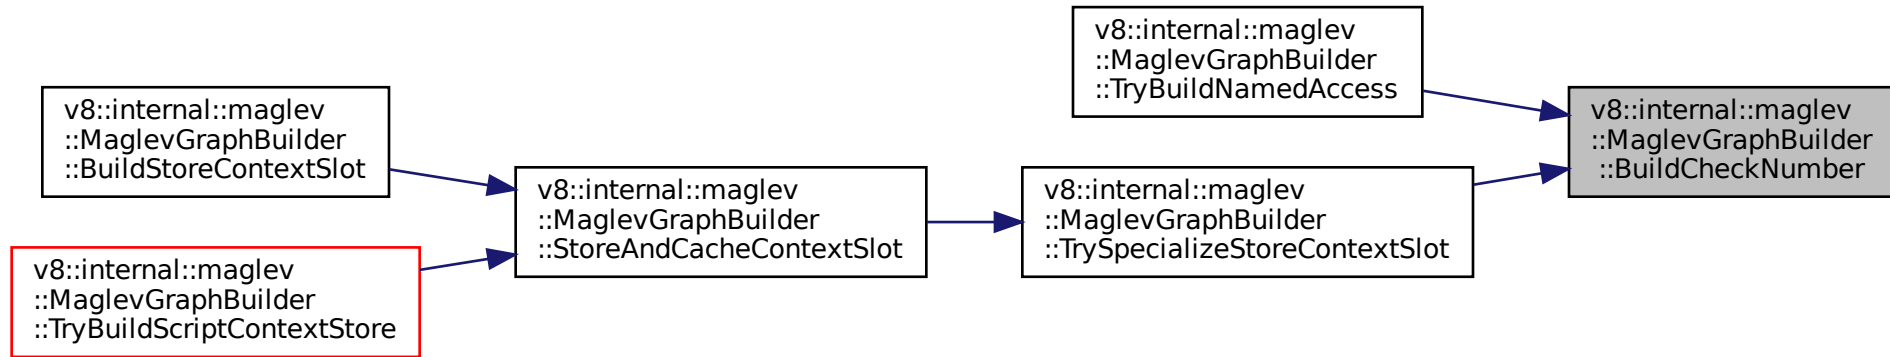 v8::internal::maglev
::MaglevGraphBuilder
::BuildStoreContextSlot
v8::internal::maglev
::MaglevGraphBuilder
::TryBuildScriptContextStore
v8::internal::maglev
::MaglevGraphBuilder
::StoreAndCacheContextSlot
v8::internal::maglev
::MaglevGraphBuilder
::TryBuildNamedAccess
v8::internal::maglev
::MaglevGraphBuilder
::TrySpecializeStoreContextSlot
v8::internal::maglev
::MaglevGraphBuilder
::BuildCheckNumber